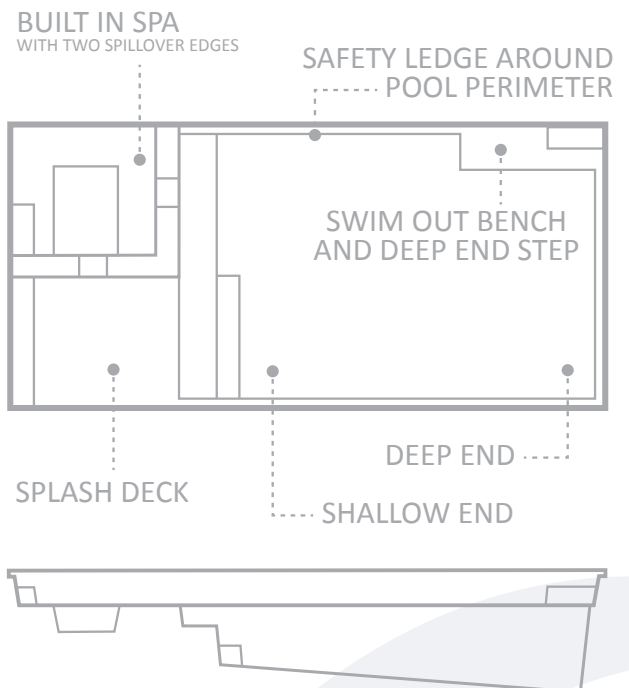 BUILT IN SPA
WITH TWO SPILLOVER EDGES
SAFETY LEDGE AROUND
POOL PERIMETER
SWIM OUT BENCH
AND DEEP END STEP
DEEP END
SPLASH DECK
SHALLOW END